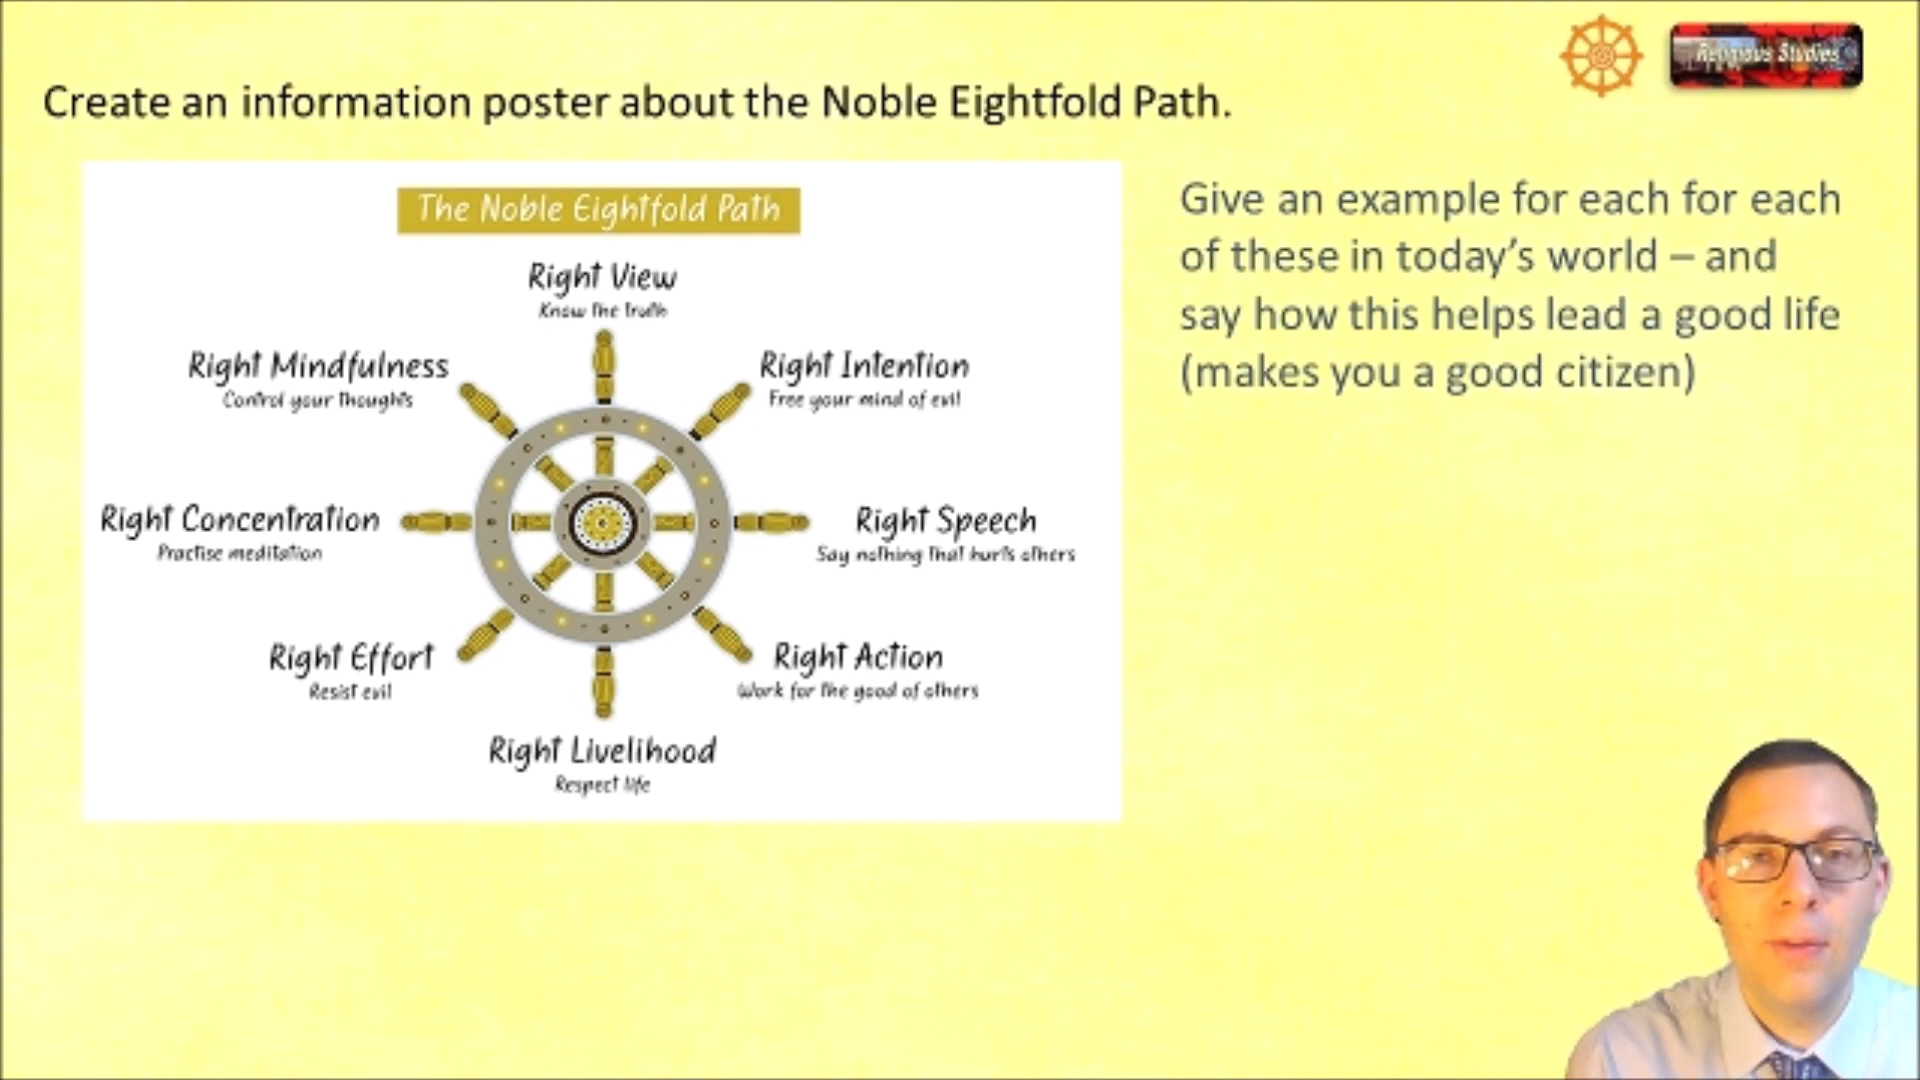 Religious Studies
Create an information poster about the Noble Eightfold Path.
The Noble Eightfold Path
Right View
Know the truth
Right Intention
Free your mind of evil
Right Speech
Say nothing that hurts others
Right Action
Work for the good of others
Right Livelihood
Respect life
Right Effort
Resist evil
Right Concentration
Practise meditation
Right Mindfulness
Control your thoughts
Give an example for each for each
of these in today’s world – and
say how this helps lead a good life
(makes you a good citizen)